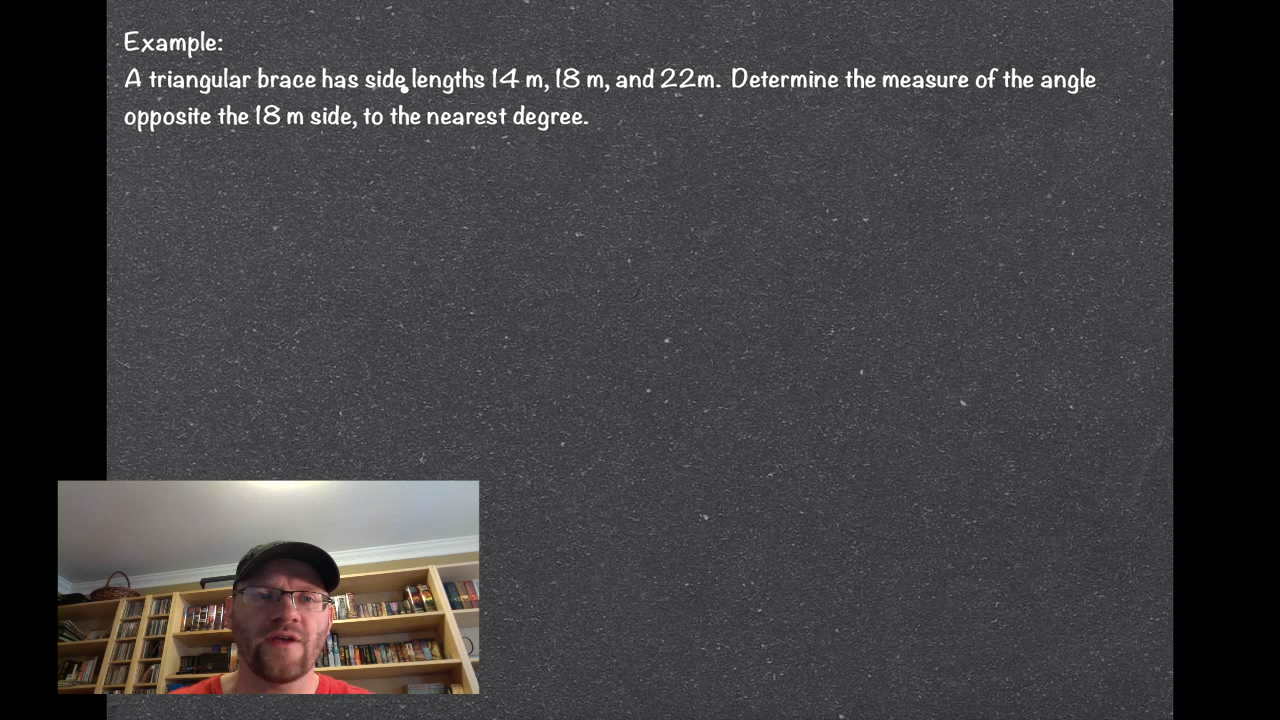 Example:
A triangular brace has side lengths 14 m, 18 m, and 22m. Determine the measure of the angle
opposite the 18 m side, to the nearest degree.